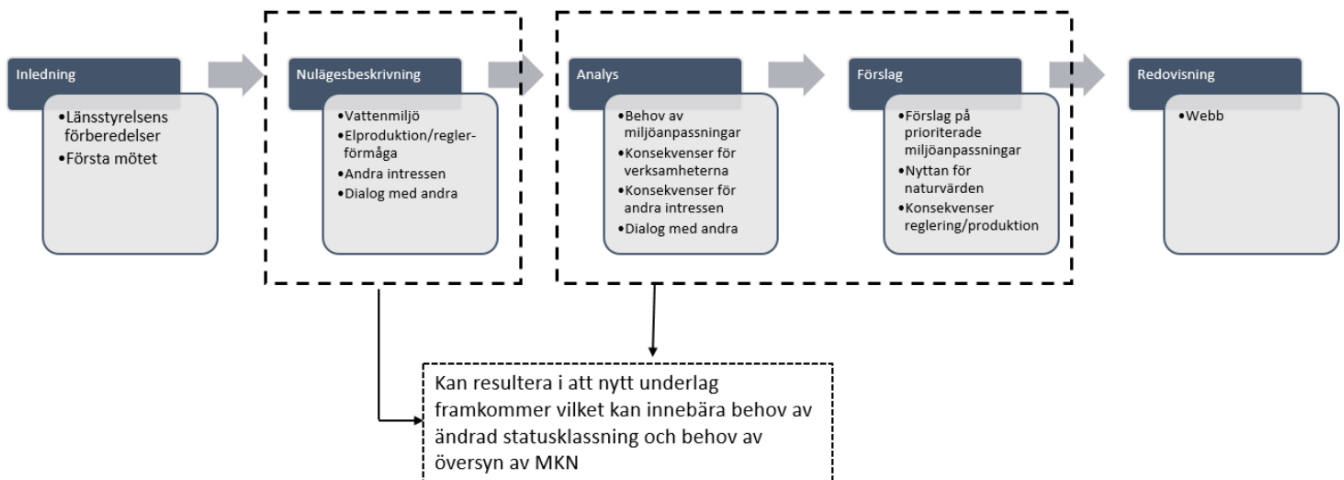 Inledning
•Länsstyrelsens
förberedelser
•Första mötet
Nulägesbeskrivning
•Vattenmiljö
•Elproduktion/regler-
förmåga
•Andra intressen
•Dialog med andra
Analys
•Behov av
miljöanpassningar
•Konsekvenser för
verksamheterna
•Konsekvenser för
andra intressen
•Dialog med andra
Förslag
•Förslag på
prioriterade
miljöanpassningar
•Nyttan för
naturvärden
•Konsekvenser
reglering/produktion
Redovisning
•Webb
Kan resultera i att nytt underlag
framkommer vilket kan innebära behov av
ändrad statusklassning och behov av
översyn av MKN